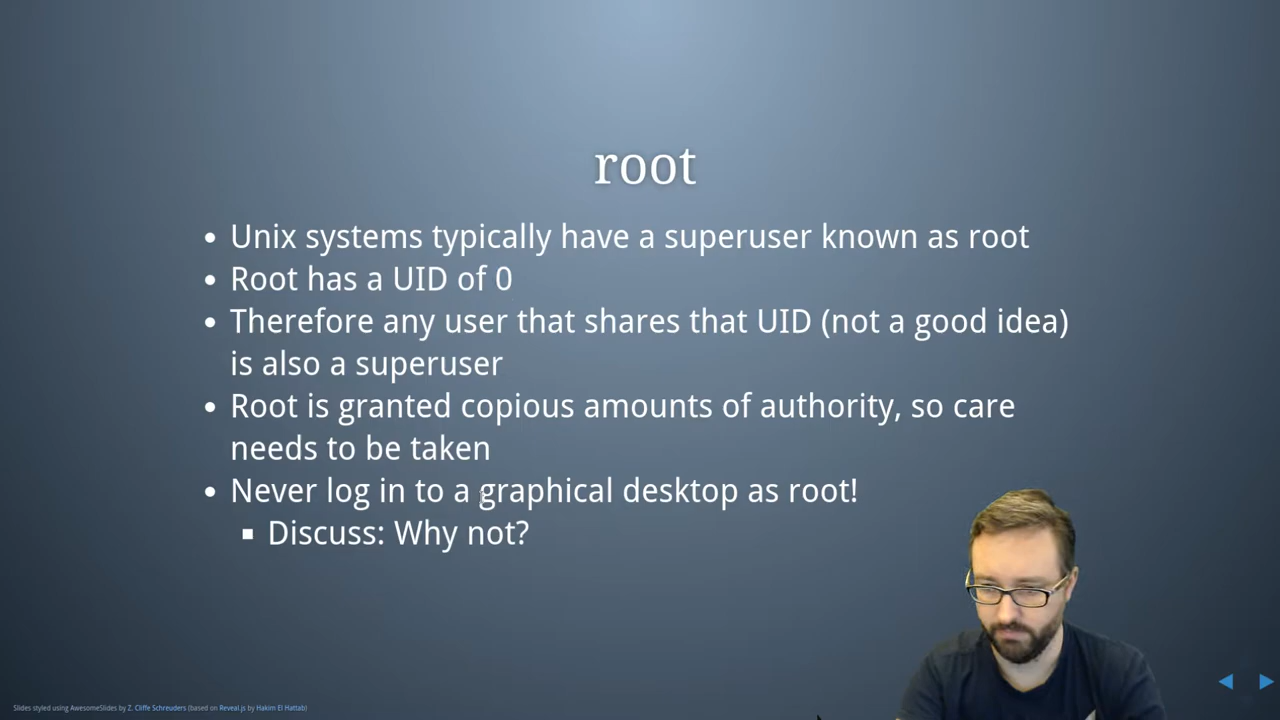 root
Unix systems typically have a superuser known as root
Root has a UID of 0
Therefore any user that shares that UID (not a good idea)
is also a superuser
Root is granted copious amounts of authority, so care
needs to be taken
Never log in to a graphical desktop as root!
Discuss: Why not?
Slides styled using AwesomeSlides by Z. Cliffe Schreuders (based on Reveal.js by Hakim El Hattab)